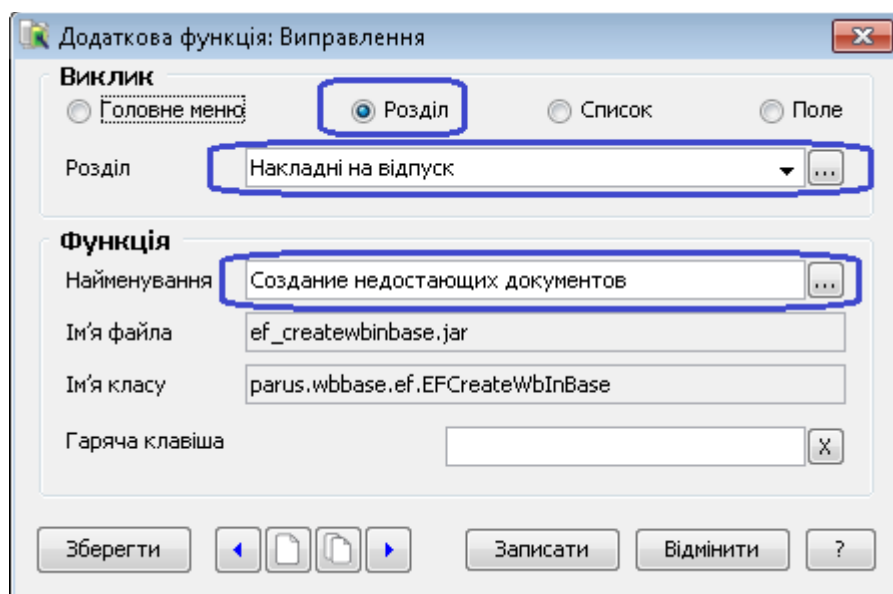 Додаткова функція: Виправлення
Виклик
Головне меню Розділ Список Поле
Розділ Накладні на відпуск ...
Функція
Найменування Создание недостающих документов ...
Ім'я файла ef_createwbinbase.jar
Ім'я класу parus.wbbase.ef.EFCreateWbInBase
Гаряча клавіша X
Зберегти Записати Відмінити ?